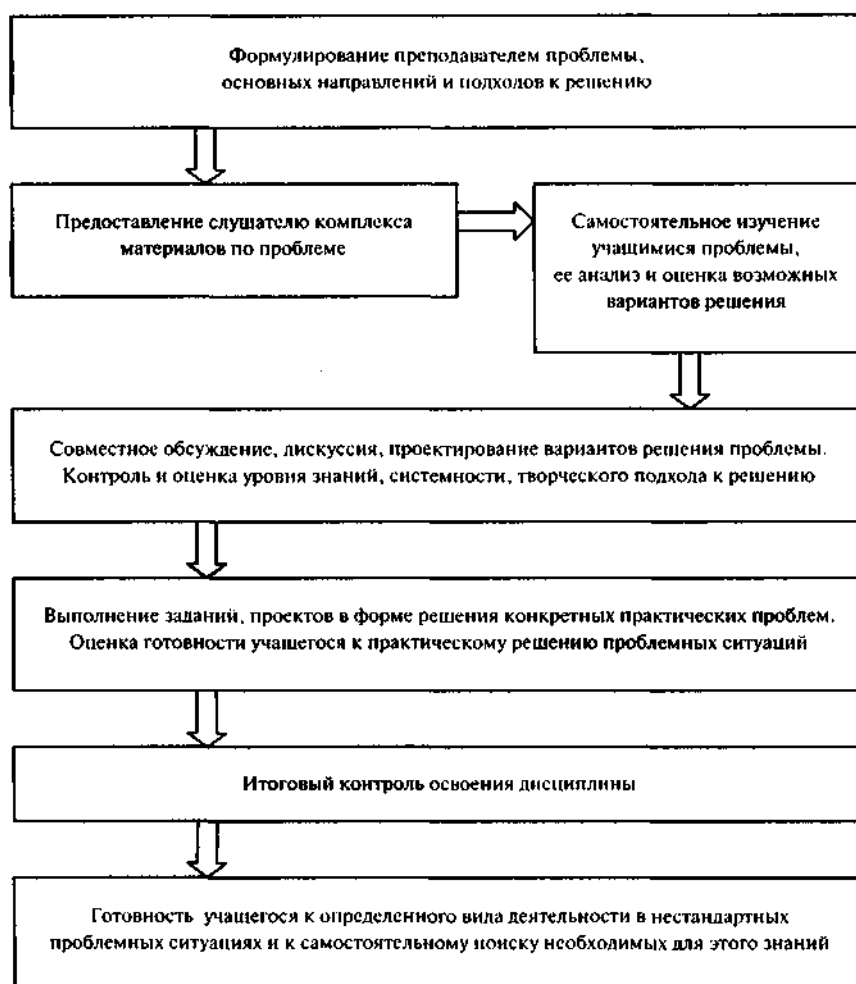 Формулирование преподавателем проблемы,
основных направлений и подходов к решению
Предоставление слушателю комплекса
материалов по проблеме
Самостоятельное изучение
учащимися проблемы,
ее анализ и оценка возможных
вариантов решения
Совместное обсуждение, дискуссия, проектирование вариантов решения проблемы.
Контроль и оценка уровня знаний, системности, творческого подхода к решению
Выполнение заданий, проектов в форме решения конкретных практических проблем.
Оценка готовности учащегося к практическому решению проблемных ситуаций
Итоговый контроль освоения дисциплины
Готовность учащегося к определенного вида деятельности в нестандартных
проблемных ситуациях и к самостоятельному поиску необходимых для этого знаний